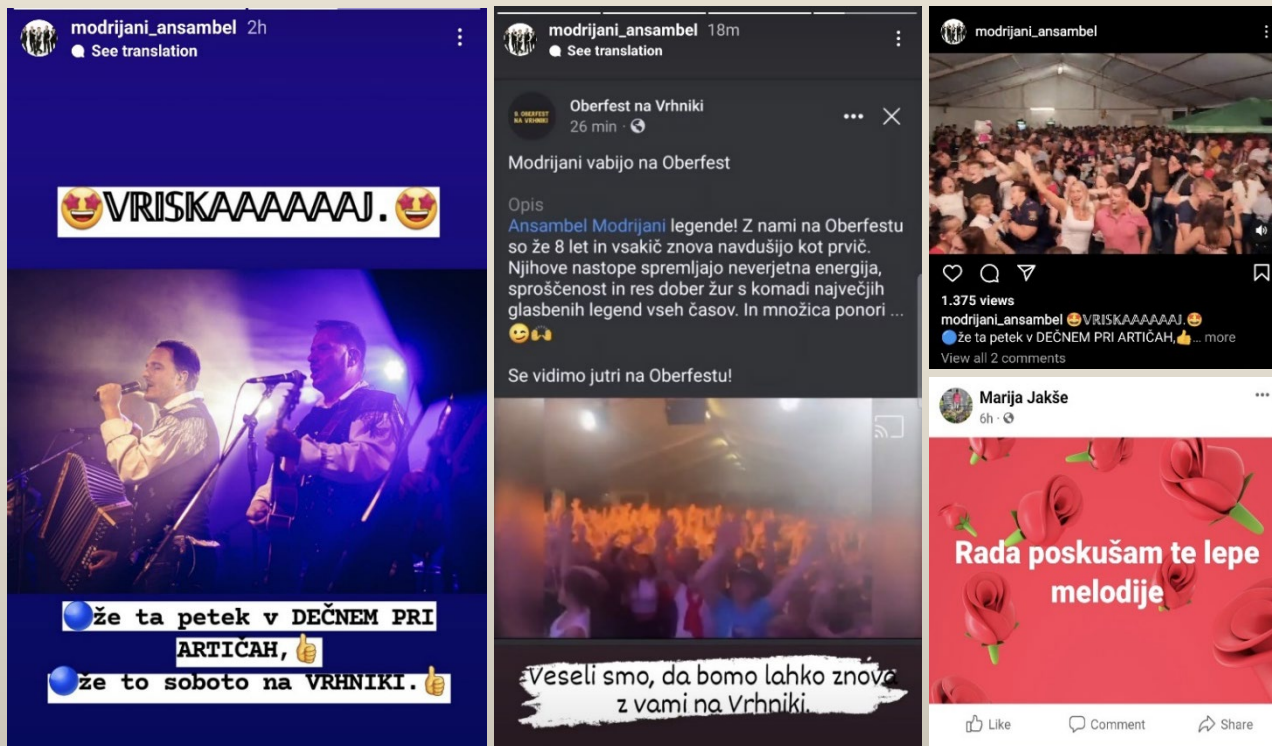 modrijani_ansambel 2h
See translation
🤩VRISKAAAAAAJ.🤩
🔵že ta petek v DEČNEM PRI
ARTIČAH,👍
🔵že to soboto na VRHNIKI.👍
modrijani_ansambel 18m
See translation
9. OBERFEST
NA VRHNIKI
Oberfest na Vrhniki
26 min ·
Modrijani vabijo na Oberfest
Opis
Ansambel Modrijani legende! Z nami na Oberfestu
so že 8 let in vsakič znova navdušijo kot prvič.
Njihove nastope spremljajo neverjetna energija,
sproščenost in res dober žur s komadi največjih
glasbenih legend vseh časov. In množica ponori ...
😉🙌
Se vidimo jutri na Oberfestu!
Veseli smo, da bomo lahko znova
z vami na Vrhniki.
modrijani_ansambel
1.375 views
modrijani_ansambel 🤩VRISKAAAAAAJ.🤩
🔵že ta petek v DEČNEM PRI ARTIČAH,👍... more
View all 2 comments
Marija Jakše
6h ·
Rada poskušam te lepe
melodije
Like Comment Share